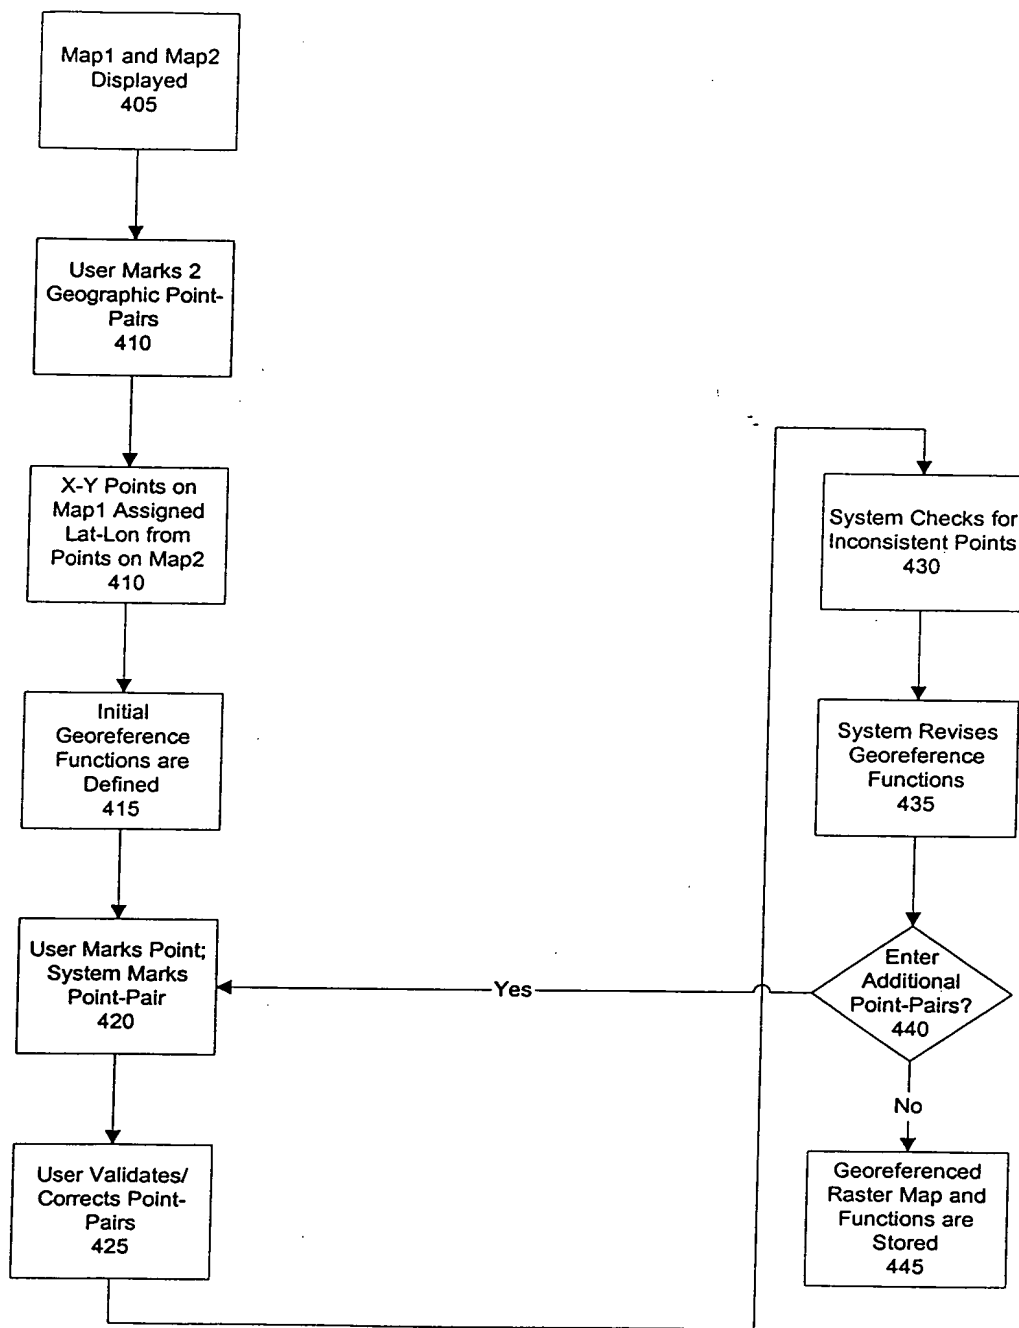 Map1 and Map2
Displayed
405
User Marks 2
Geographic Point-
Pairs
410
X-Y Points on
Map1 Assigned
Lat-Lon from
Points on Map2
410
Initial
Georeference
Functions are
Defined
415
User Marks Point;
System Marks
Point-Pair
420
User Validates/
Corrects Point-
Pairs
425
System Checks for
Inconsistent Points
430
System Revises
Georeference
Functions
435
Enter
Additional
Point-Pairs?
440
Yes
No
Georeferenced
Raster Map and
Functions are
Stored
445